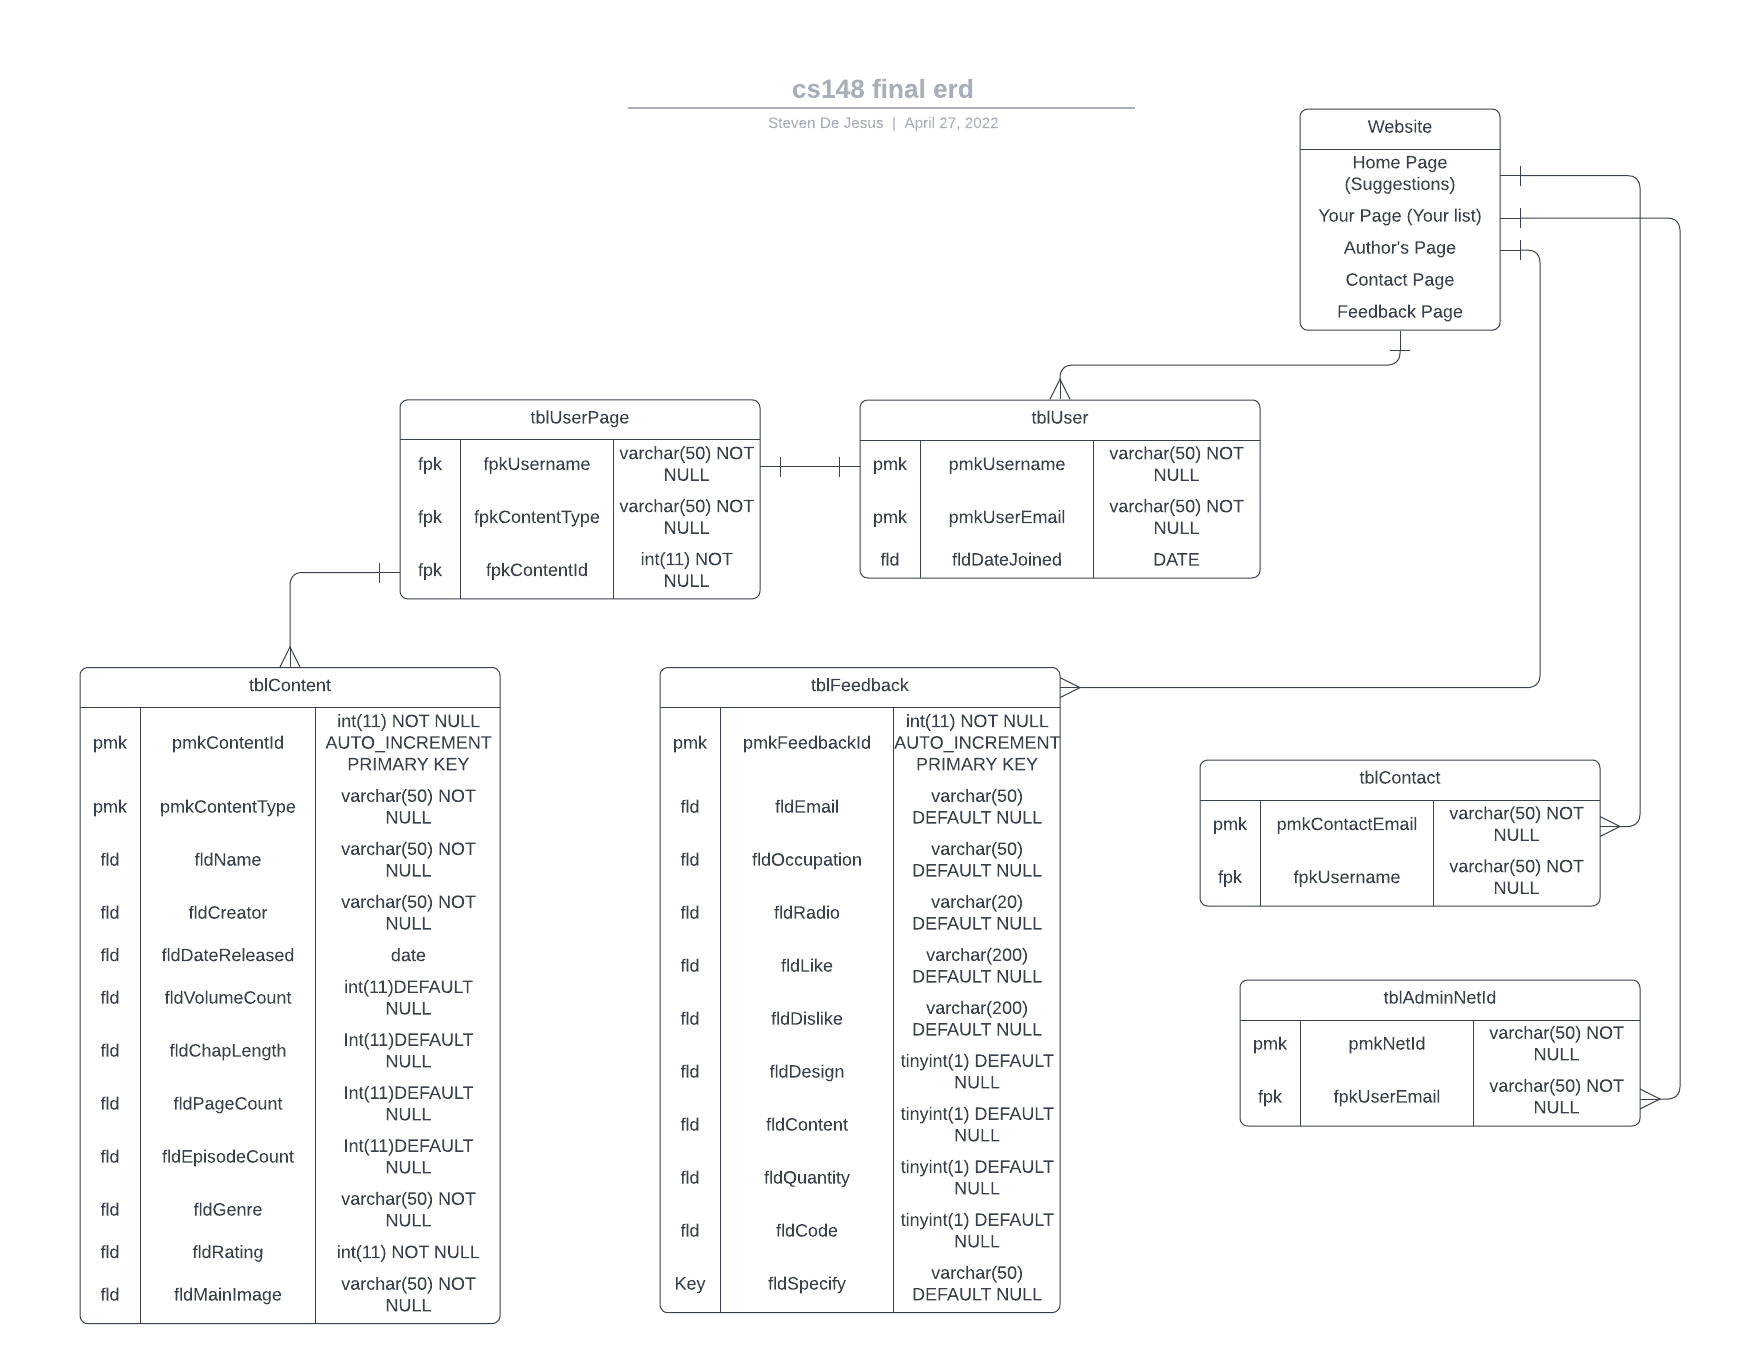 cs148 final erd
Steven De Jesus | April 27, 2022
Website
Home Page
(Suggestions)
Your Page (Your list)
Author's Page
Contact Page
Feedback Page
tblUserPage
fpk fpkUsername varchar(50) NOT
NULL
fpk fpkContentType varchar(50) NOT
NULL
fpk fpkContentId int(11) NOT
NULL
tblUser
pmk pmkUsername varchar(50) NOT
NULL
pmk pmkUserEmail varchar(50) NOT
NULL
fld fldDateJoined DATE
tblContent
pmk pmkContentId int(11) NOT NULL
AUTO_INCREMENT
PRIMARY KEY
pmk pmkContentType varchar(50) NOT
NULL
fld fldName varchar(50) NOT
NULL
fld fldCreator varchar(50) NOT
NULL
fld fldDateReleased date
fld fldVolumeCount int(11)DEFAULT
NULL
fld fldChapLength Int(11)DEFAULT
NULL
fld fldPageCount Int(11)DEFAULT
NULL
fld fldEpisodeCount Int(11)DEFAULT
NULL
fld fldGenre varchar(50) NOT
NULL
fld fldRating int(11) NOT NULL
fld fldMainImage varchar(50) NOT
NULL
tblFeedback
pmk pmkFeedbackId int(11) NOT NULL
AUTO_INCREMENT
PRIMARY KEY
fld fldEmail varchar(50)
DEFAULT NULL
fld fldOccupation varchar(50)
DEFAULT NULL
fld fldRadio varchar(20)
DEFAULT NULL
fld fldLike varchar(200)
DEFAULT NULL
fld fldDislike varchar(200)
DEFAULT NULL
fld fldDesign tinyint(1) DEFAULT
NULL
fld fldContent tinyint(1) DEFAULT
NULL
fld fldQuantity tinyint(1) DEFAULT
NULL
fld fldCode tinyint(1) DEFAULT
NULL
Key fldSpecify varchar(50)
DEFAULT NULL
tblContact
pmk pmkContactEmail varchar(50) NOT
NULL
fpk fpkUsername varchar(50) NOT
NULL
tblAdminNetId
pmk pmkNetId varchar(50) NOT
NULL
fpk fpkUserEmail varchar(50) NOT
NULL